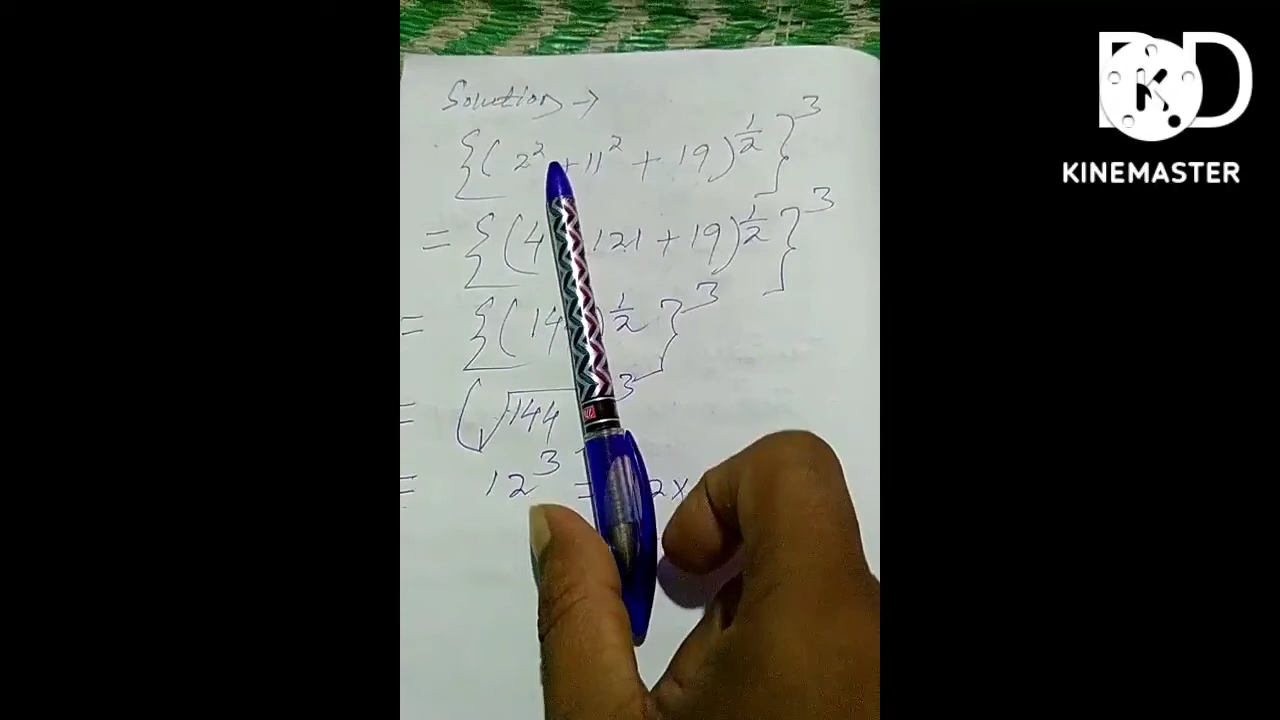 Solution →
{(2² + 11² + 19)^½}³
= {(4 121 + 19)^½}³
= {(14 )^½}³
= (√144 ³
= 12³ = 2×
KINEMASTER